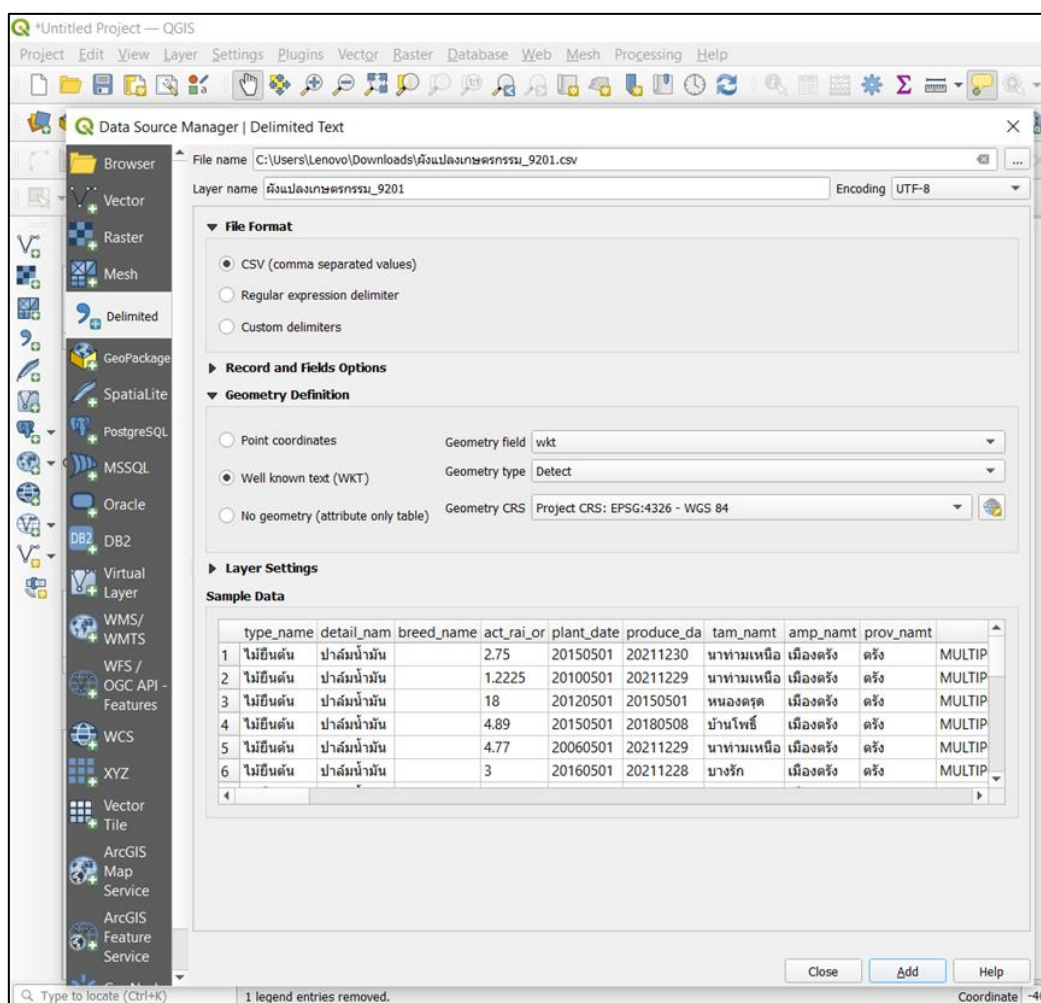 *Untitled Project — QGIS
Project Edit View Layer Settings Plugins Vector Raster Database Web Mesh Processing Help
Data Source Manager | Delimited Text
Browser
Vector
Raster
Mesh
Delimited
GeoPackage
SpatiaLite
PostgreSQL
MSSQL
Oracle
DB2 DB2
Virtual
Layer
WMS/
WMTS
WFS /
OGC API -
Features
WCS
XYZ
Vector
Tile
ArcGIS
Map
Service
ArcGIS
Feature
Service
File name C:\Users\Lenovo\Downloads\ผังแปลงเกษตรกรรม_9201.csv ...
Layer name ผังแปลงเกษตรกรรม_9201 Encoding UTF-8
File Format
CSV (comma separated values)
Regular expression delimiter
Custom delimiters
Record and Fields Options
Geometry Definition
Point coordinates
Well known text (WKT)
No geometry (attribute only table)
Geometry field wkt
Geometry type Detect
Geometry CRS Project CRS: EPSG:4326 - WGS 84
Layer Settings
Sample Data
type_name detail_nam breed_name act_rai_or plant_date produce_da tam_namt amp_namt prov_namt
1 ไม้ยืนต้น ปาล์มน้ำมัน 2.75 20150501 20211230 นาท่ามเหนือ เมืองตรัง ตรัง MULTIP
2 ไม้ยืนต้น ปาล์มน้ำมัน 1.2225 20100501 20211229 นาท่ามเหนือ เมืองตรัง ตรัง MULTIP
3 ไม้ยืนต้น ปาล์มน้ำมัน 18 20120501 20150501 หนองตรุด เมืองตรัง ตรัง MULTIP
4 ไม้ยืนต้น ปาล์มน้ำมัน 4.89 20150501 20180508 บ้านโพธิ์ เมืองตรัง ตรัง MULTIP
5 ไม้ยืนต้น ปาล์มน้ำมัน 4.77 20060501 20211229 นาท่ามเหนือ เมืองตรัง ตรัง MULTIP
6 ไม้ยืนต้น ปาล์มน้ำมัน 3 20160501 20211228 บางรัก เมืองตรัง ตรัง MULTIP
Close Add Help
Type to locate (Ctrl+K) 1 legend entries removed. Coordinate